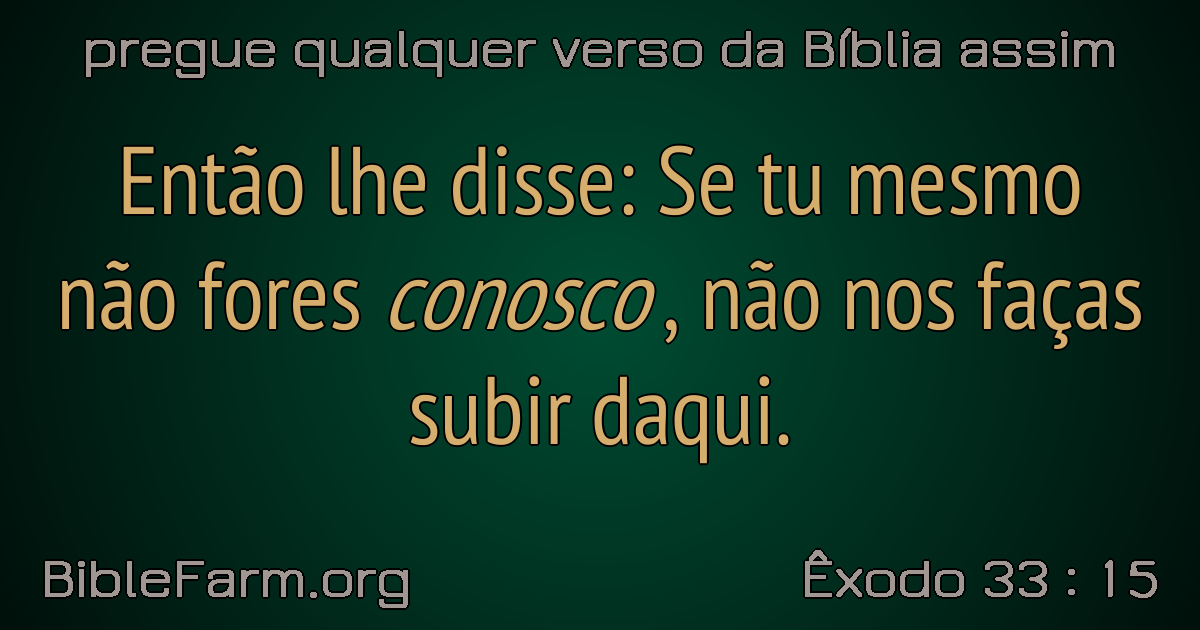 pregue qualquer verso da Bíblia assim
Então lhe disse: Se tu mesmo
não fores conosco, não nos faças
subir daqui.
BibleFarm.org
Êxodo 33 : 15